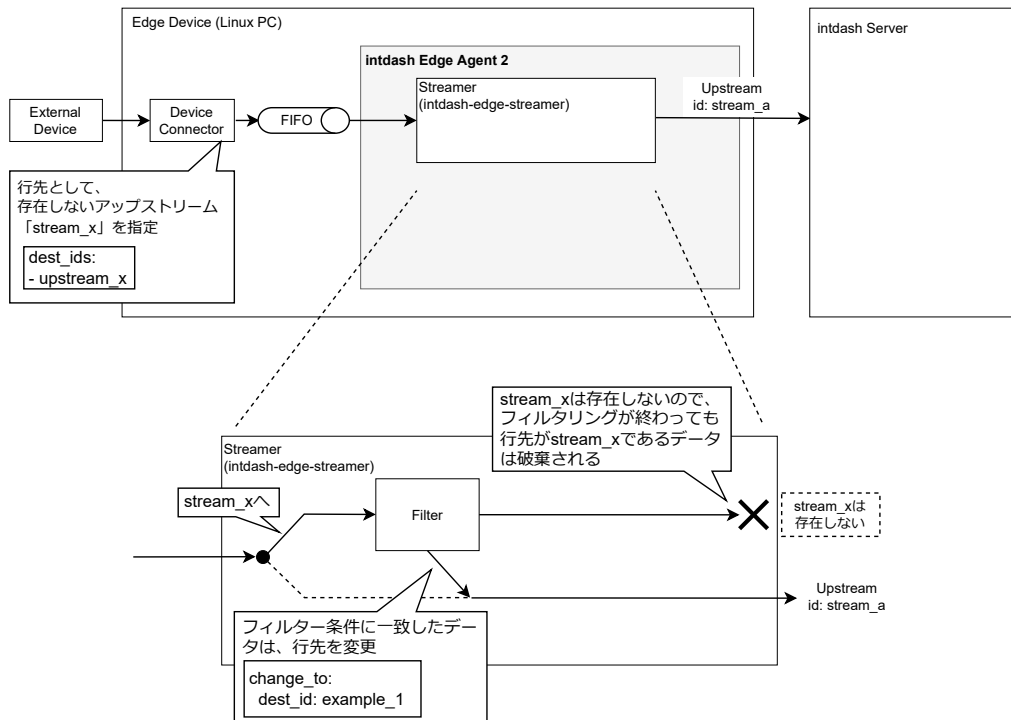 Edge Device (Linux PC)
intdash Server
intdash Edge Agent 2
Streamer
(intdash-edge-streamer)
Upstream
id: stream_a
External
Device
Device
Connector
FIFO
行先として、
存在しないアップストリーム
「stream_x」を指定
dest_ids:
- upstream_x
stream_xは存在しないので、
フィルタリングが終わっても
行先がstream_xであるデータ
は破棄される
Streamer
(intdash-edge-streamer)
stream_xへ
Filter
stream_xは
存在しない
Upstream
id: stream_a
フィルター条件に一致したデー
タは、行先を変更
change_to:
dest_id: example_1